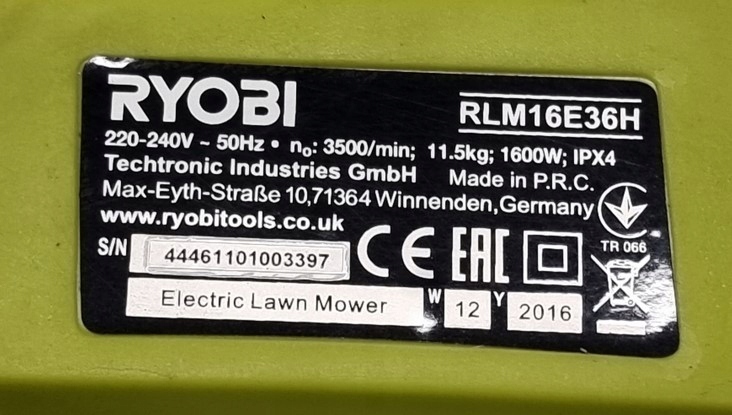 RYOBI
RLM16E36H
220-240V ~ 50Hz • n₀: 3500/min; 11.5kg; 1600W; IPX4
Techtronic Industries GmbH Made in P.R.C.
Max-Eyth-Straße 10,71364 Winnenden,Germany
www.ryobitools.co.uk
TR 066
S/N 44461101003397 CE EAC
Electric Lawn Mower W 12 Y 2016